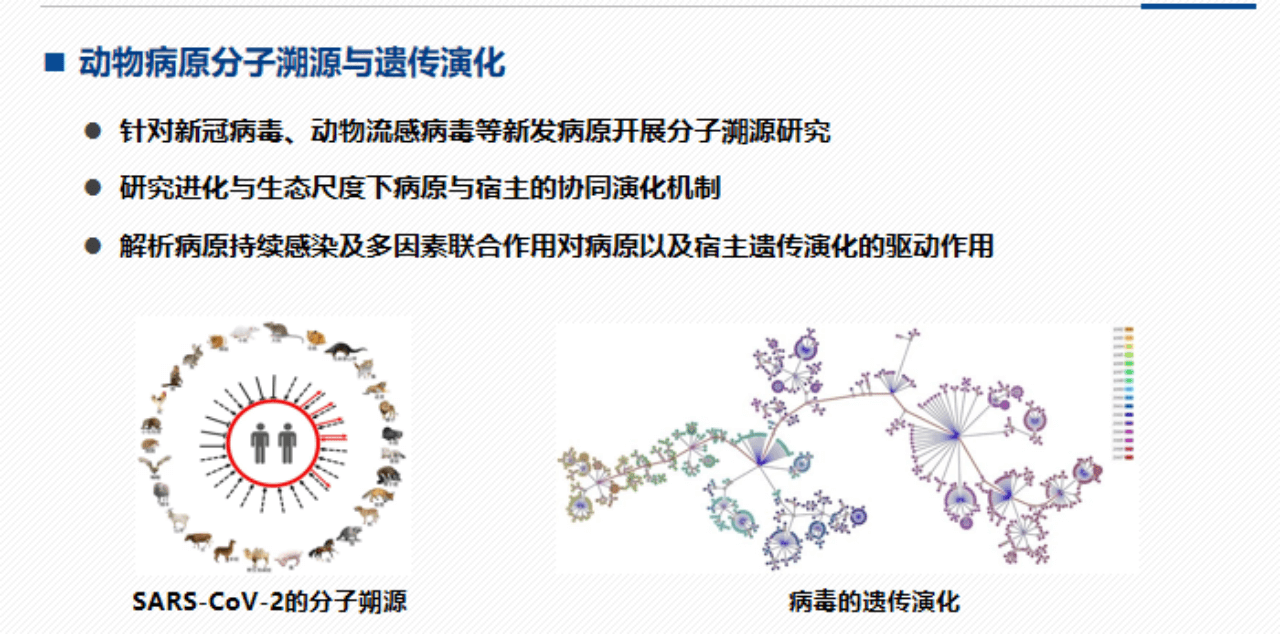 动物病原分子溯源与遗传演化
针对新冠病毒、动物流感病毒等新发病原开展分子溯源研究
研究进化与生态尺度下病原与宿主的协同演化机制
解析病原持续感染及多因素联合作用对病原以及宿主遗传演化的驱动作用
SARS-CoV-2的分子朔源
病毒的遗传演化